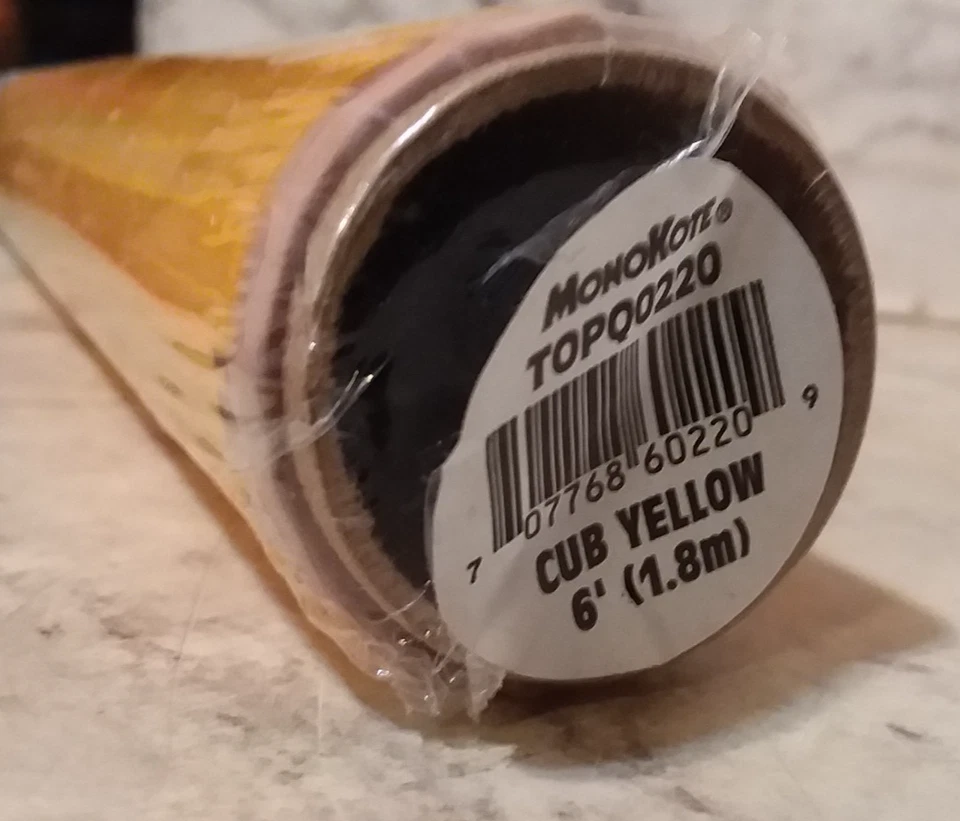 MONOKOTE®
TOPQ0220
7 07768 60220 9
CUB YELLOW
6' (1.8m)